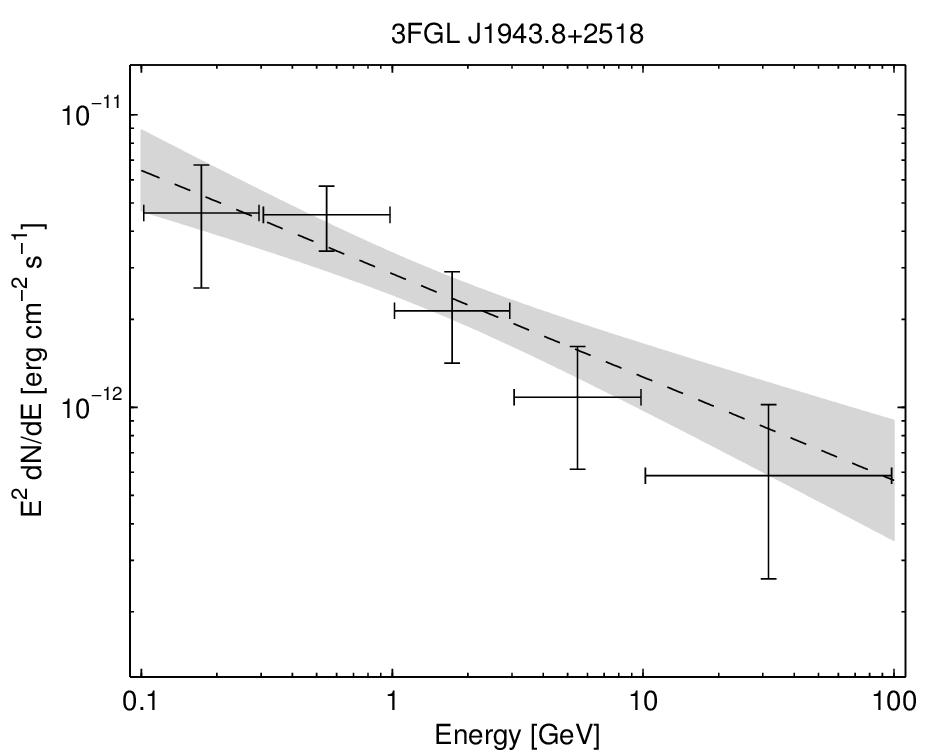 3FGL J1943.8+2518
10⁻¹¹
10⁻¹²
E² dN/dE [erg cm⁻² s⁻¹]
0.1 1 10 100
Energy [GeV]